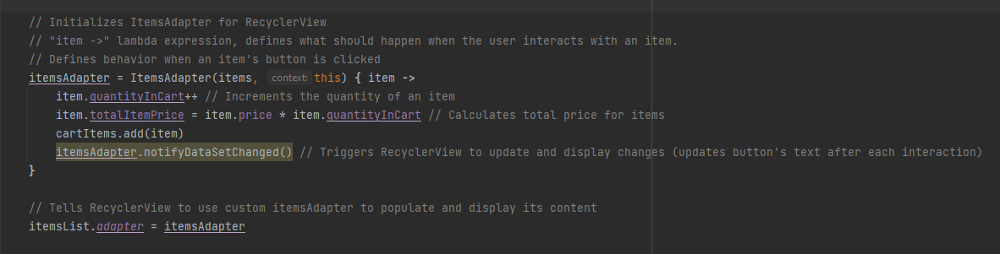 // Initializes ItemsAdapter for RecyclerView
// "item ->" lambda expression, defines what should happen when the user interacts with an item.
// Defines behavior when an item's button is clicked
itemsAdapter = ItemsAdapter(items, context: this) { item ->
item.quantityInCart++ // Increments the quantity of an item
item.totalItemPrice = item.price * item.quantityInCart // Calculates total price for items
cartItems.add(item)
itemsAdapter.notifyDataSetChanged() // Triggers RecyclerView to update and display changes (updates button's text after each interaction)
}
// Tells RecyclerView to use custom itemsAdapter to populate and display its content
itemsList.adapter = itemsAdapter